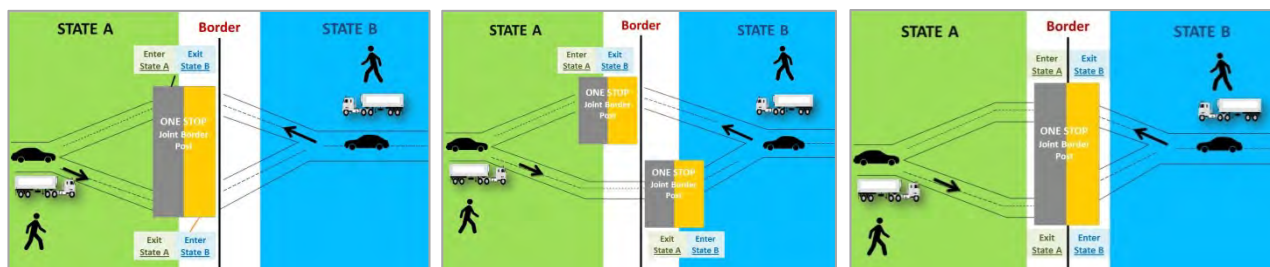 STATE A
Border
STATE B
Enter
State A
Exit
State B
ONE STOP
Joint Border
Post
Exit
State A
Enter
State B
STATE A
Border
STATE B
Enter
State A
Exit
State B
ONE STOP
Joint Border
Post
ONE STOP
Joint Border
Post
Exit
State A
Enter
State B
STATE A
Border
STATE B
Enter
State A
Exit
State B
ONE STOP
Joint Border
Post
Exit
State A
Enter
State B